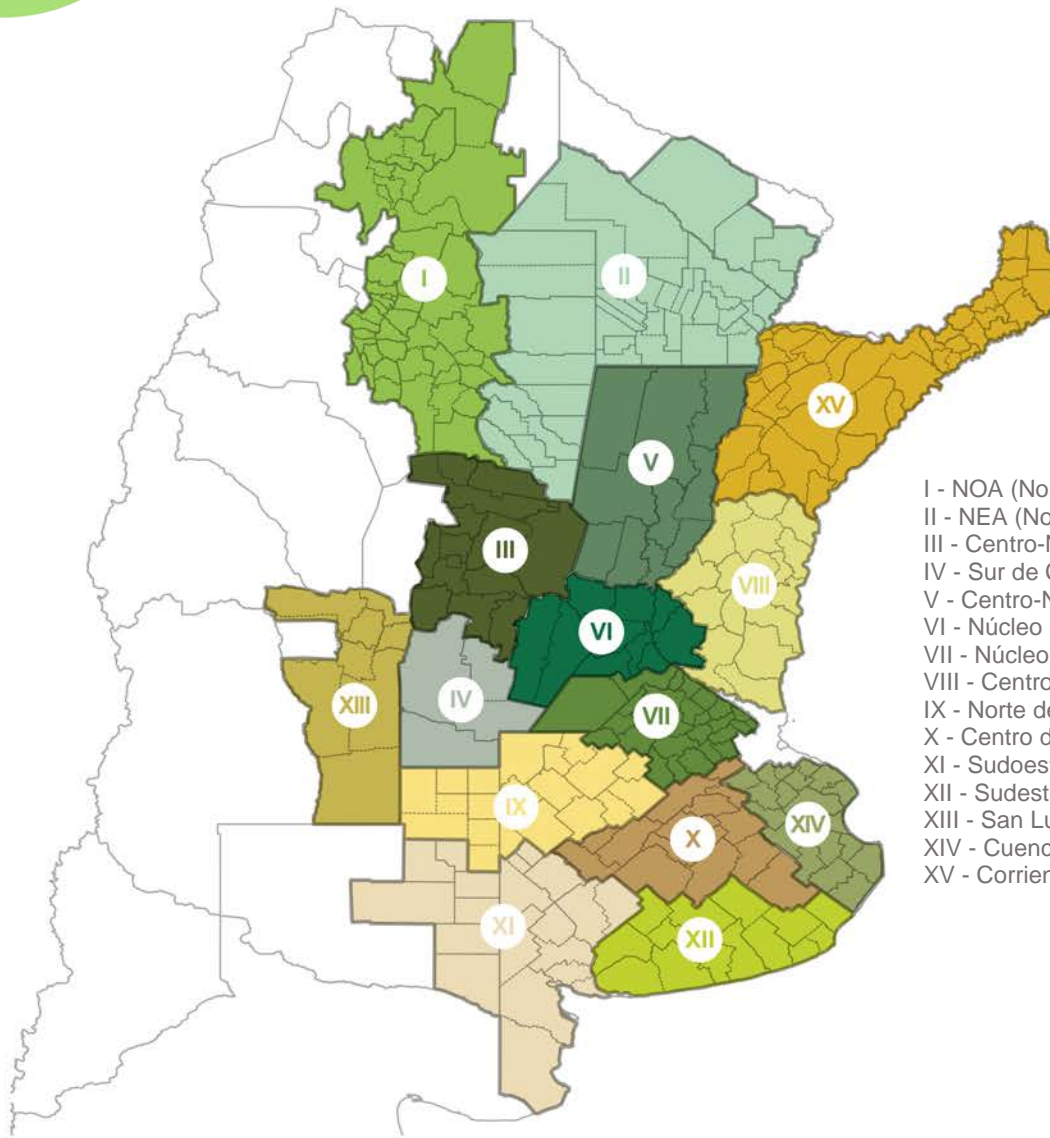 I
II
XV
V
III
VIII
VI
IV
XIII
VII
IX
XIV
X
XI
XII
I - NOA (No
II - NEA (No
III - Centro-N
IV - Sur de C
V - Centro-N
VI - Núcleo
VII - Núcleo
VIII - Centro
IX - Norte de
X - Centro d
XI - Sudoest
XII - Sudest
XIII - San Lu
XIV - Cuenc
XV - Corrien